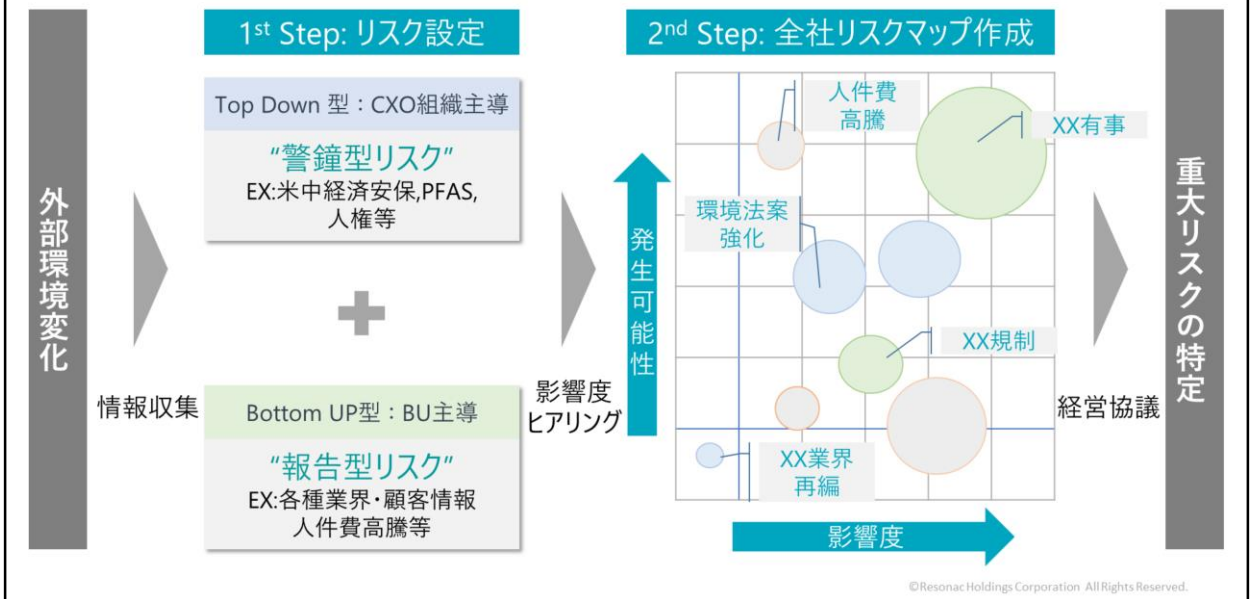 外部環境変化
情報収集
1st Step: リスク設定
Top Down 型：CXO組織主導
“警鐘型リスク”
EX:米中経済安保,PFAS,
人権等
Bottom UP型：BU主導
“報告型リスク”
EX:各種業界・顧客情報
人件費高騰等
影響度
ヒアリング
2nd Step: 全社リスクマップ作成
発生可能性
人件費
高騰
XX有事
環境法案
強化
XX規制
XX業界
再編
影響度
経営協議
重大リスクの特定
©Resonac Holdings Corporation All Rights Reserved.